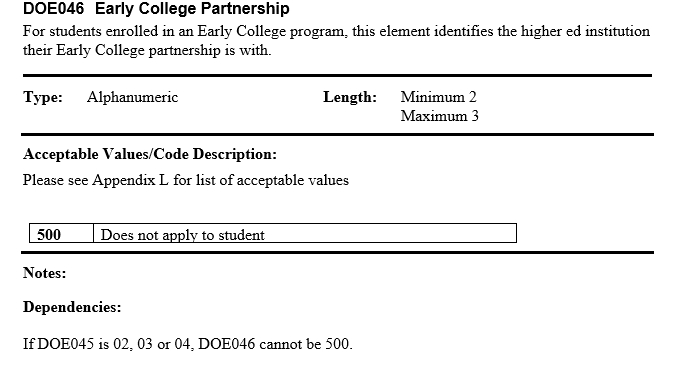 DOE046 Early College Partnership
For students enrolled in an Early College program, this element identifies the higher ed institution
their Early College partnership is with.
Type: Alphanumeric Length: Minimum 2
Maximum 3
Acceptable Values/Code Description:
Please see Appendix L for list of acceptable values
500 Does not apply to student
Notes:
Dependencies:
If DOE045 is 02, 03 or 04, DOE046 cannot be 500.